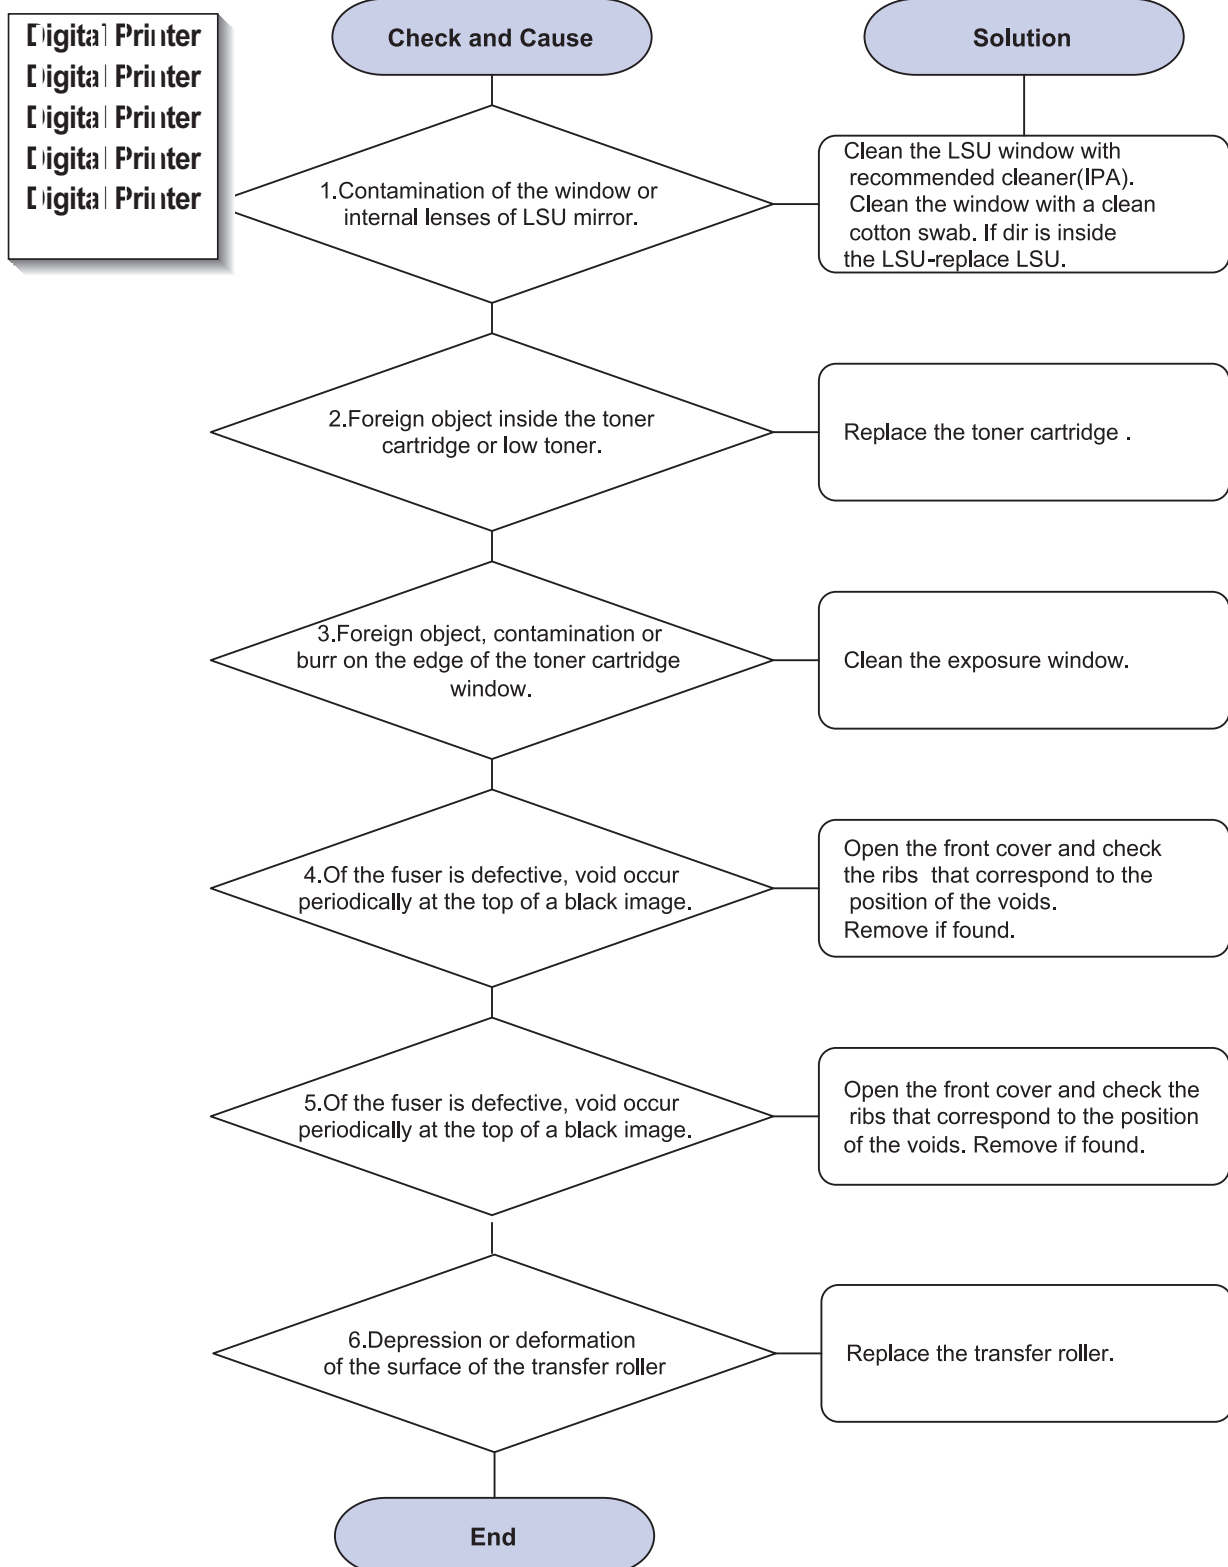 Digital Printer
Digital Printer
Digital Printer
Digital Printer
Digital Printer
Check and Cause
Solution
1.Contamination of the window or
internal lenses of LSU mirror.
Clean the LSU window with
recommended cleaner(IPA).
Clean the window with a clean
cotton swab. If dir is inside
the LSU-replace LSU.
2.Foreign object inside the toner
cartridge or low toner.
Replace the toner cartridge .
3.Foreign object, contamination or
burr on the edge of the toner cartridge
window.
Clean the exposure window.
4.Of the fuser is defective, void occur
periodically at the top of a black image.
Open the front cover and check
the ribs that correspond to the
position of the voids.
Remove if found.
5.Of the fuser is defective, void occur
periodically at the top of a black image.
Open the front cover and check the
ribs that correspond to the position
of the voids. Remove if found.
6.Depression or deformation
of the surface of the transfer roller
Replace the transfer roller.
End